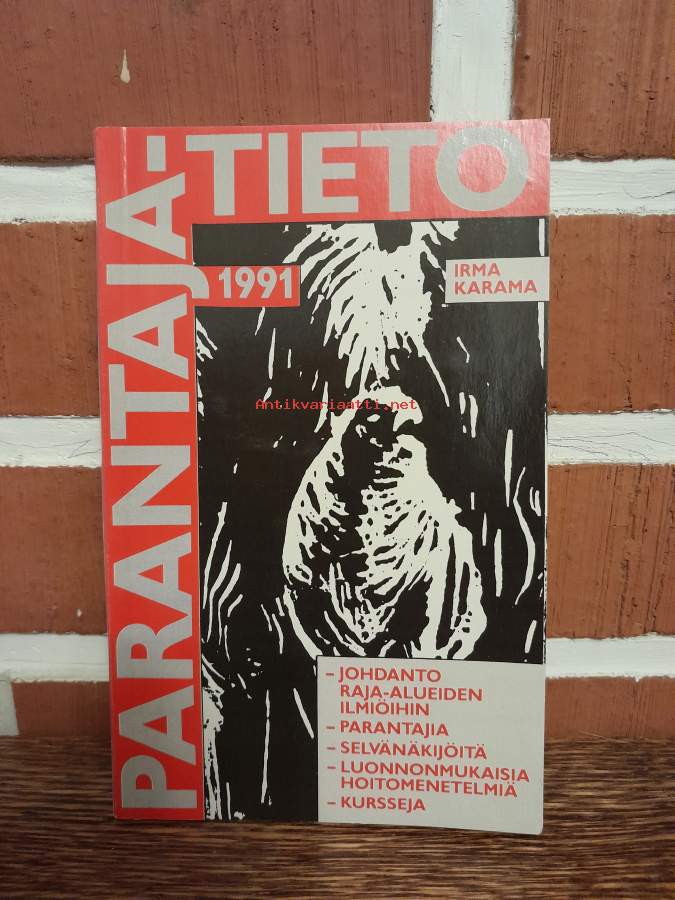 PARANTAJA-
TIETO
1991
IRMA
KARAMA
Antikvariaatti.net
– JOHDANTO
RAJA-ALUEIDEN
ILMIÖIHIN
– PARANTAJIA
– SELVÄNÄKIJÖITÄ
– LUONNONMUKAISIA
HOITOMENETELMIÄ
– KURSSEJA